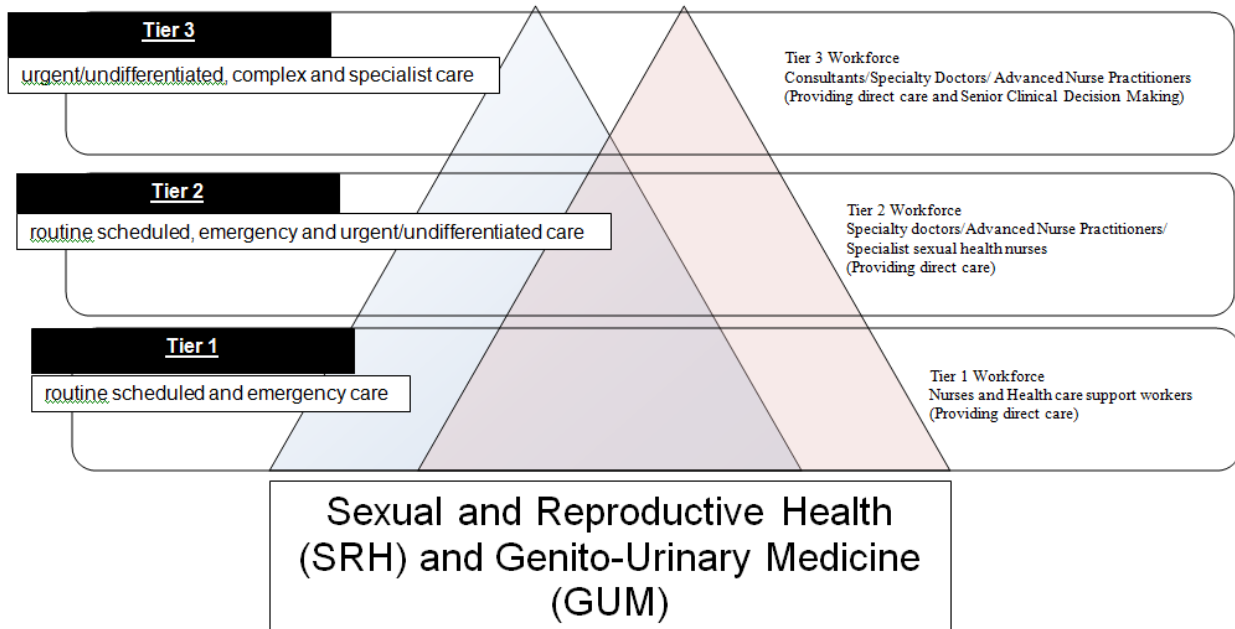 Tier 3
urgent/undifferentiated, complex and specialist care
Tier 3 Workforce
Consultants/Specialty Doctors/ Advanced Nurse Practitioners
(Providing direct care and Senior Clinical Decision Making)
Tier 2
routine scheduled, emergency and urgent/undifferentiated care
Tier 2 Workforce
Specialty doctors/Advanced Nurse Practitioners/
Specialist sexual health nurses
(Providing direct care)
Tier 1
routine scheduled and emergency care
Tier 1 Workforce
Nurses and Health care support workers
(Providing direct care)
Sexual and Reproductive Health
(SRH) and Genito-Urinary Medicine
(GUM)